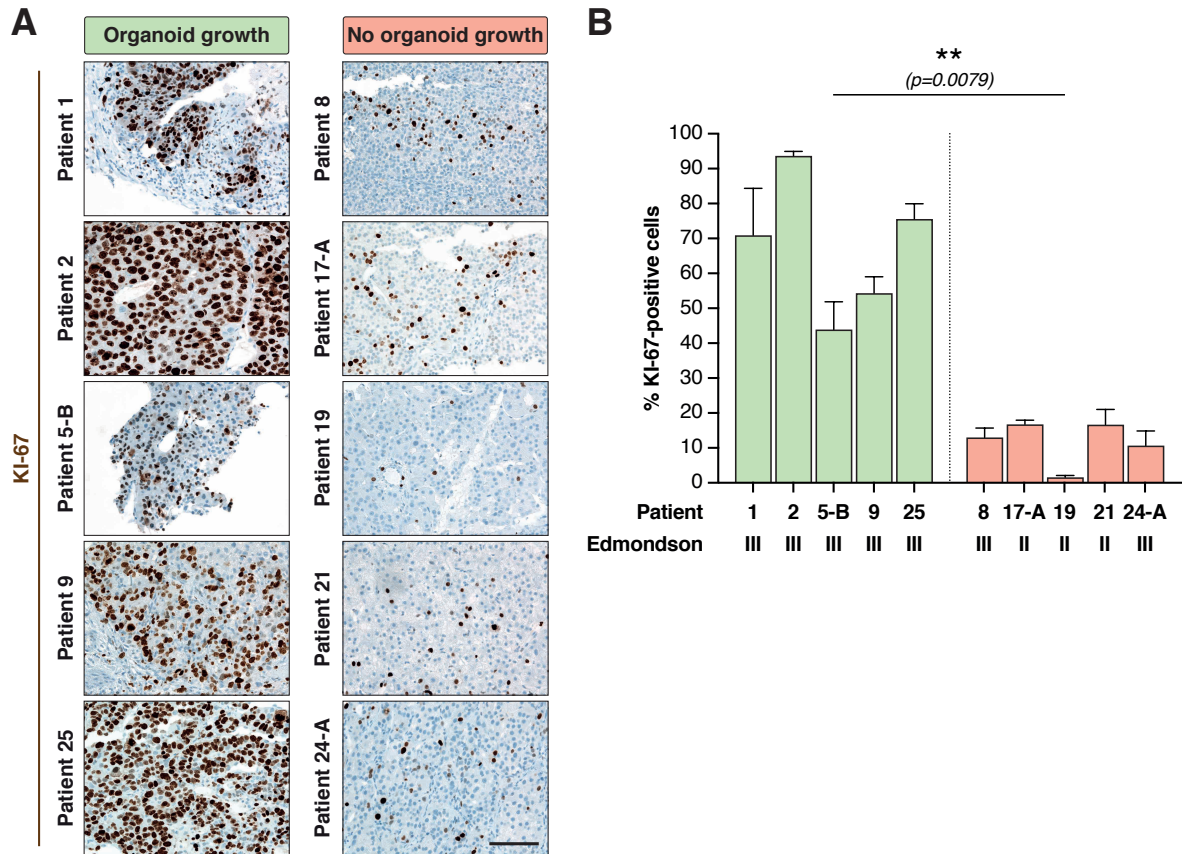 A
Organoid growth
No organoid growth
KI-67
Patient 1
Patient 8
Patient 2
Patient 17-A
Patient 5-B
Patient 19
Patient 9
Patient 21
Patient 25
Patient 24-A
B
**
(p=0.0079)
% KI-67-positive cells
100
90
80
70
60
50
40
30
20
10
0
Patient 1 2 5-B 9 25 8 17-A 19 21 24-A
Edmondson III III III III III III II II II III